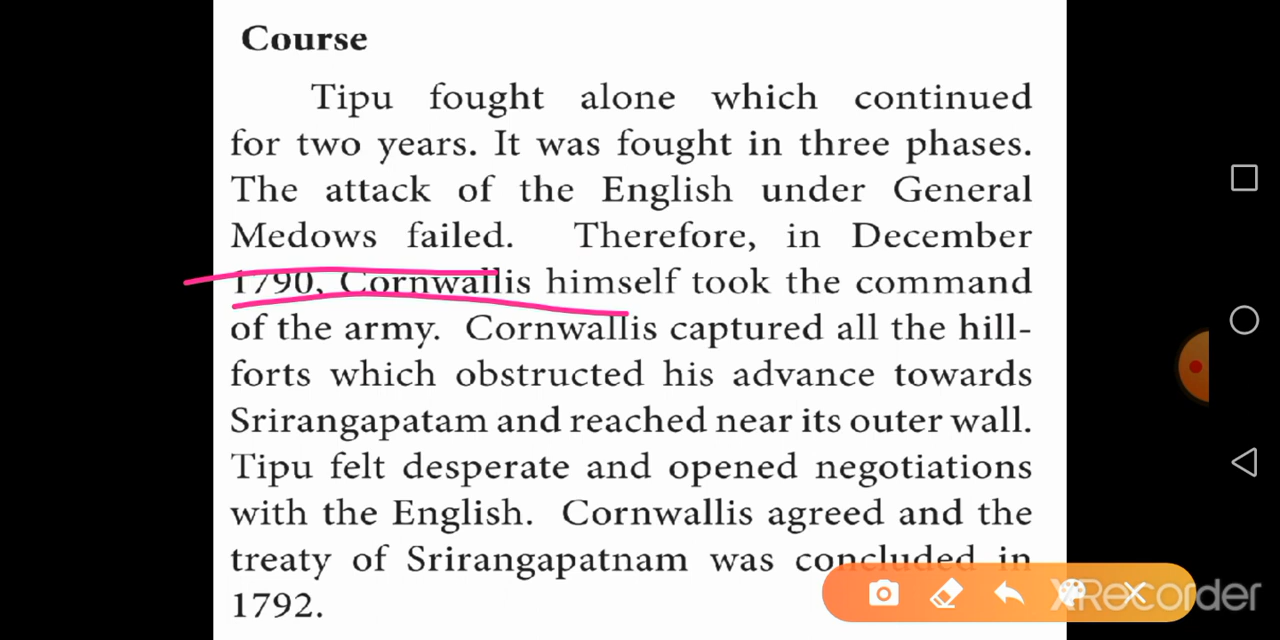 Course
Tipu fought alone which continued
for two years. It was fought in three phases.
The attack of the English under General
Medows failed. Therefore, in December
1790, Cornwallis himself took the command
of the army. Cornwallis captured all the hill-
forts which obstructed his advance towards
Srirangapatam and reached near its outer wall.
Tipu felt desperate and opened negotiations
with the English. Cornwallis agreed and the
treaty of Srirangapatnam was concluded in
1792.
XRecorder